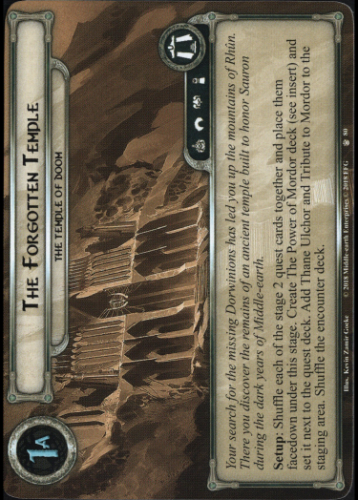 1A
THE FORGOTTEN TEMPLE
THE TEMPLE OF DOOM
Your search for the missing Dorwinions has led you up the mountains of Rhûn.
There you discover the remains of an ancient temple built to honor Sauron
during the dark years of Middle-earth.
Setup: Shuffle each of the stage 2 quest cards together and place them
facedown under this stage. Create The Power of Mordor deck (see insert) and
set it next to the quest deck. Add Thane Ulchor and Tribute to Mordor to the
staging area. Shuffle the encounter deck.
Illus. Kevin Zamir Goeke © 2018 Middle-earth Enterprises © 2019 FFG 80